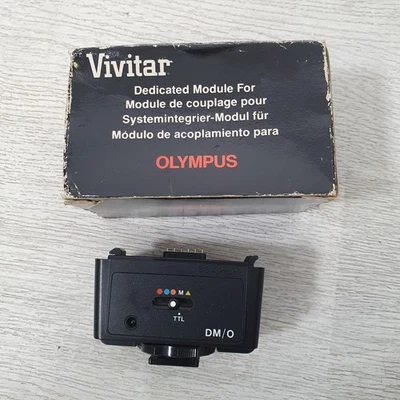 Vivitar
Dedicated Module For
Module de couplage pour
Systemintegrier-Modul für
Módulo de acoplamiento para
OLYMPUS
M
TTL
DM/O